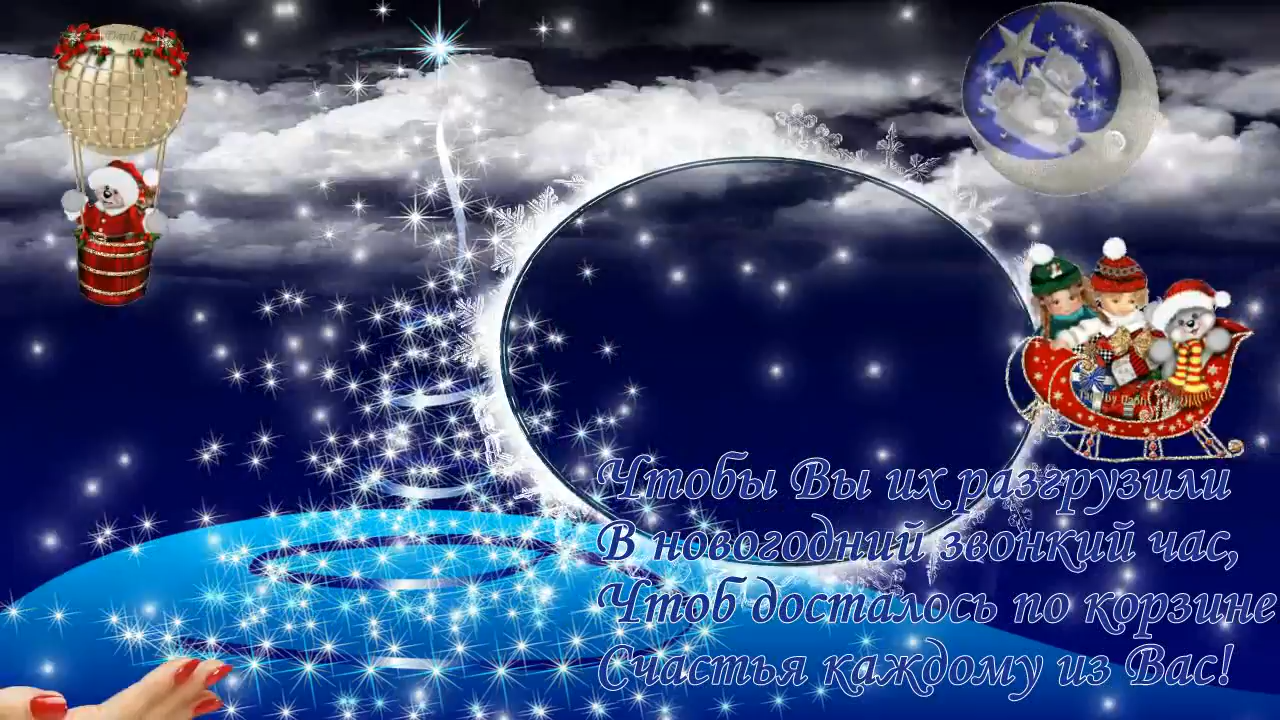 Чтобы Вы их разгрузили
В новогодний звонкий час,
Чтоб досталось по корзине
Счастья каждому из Вас!